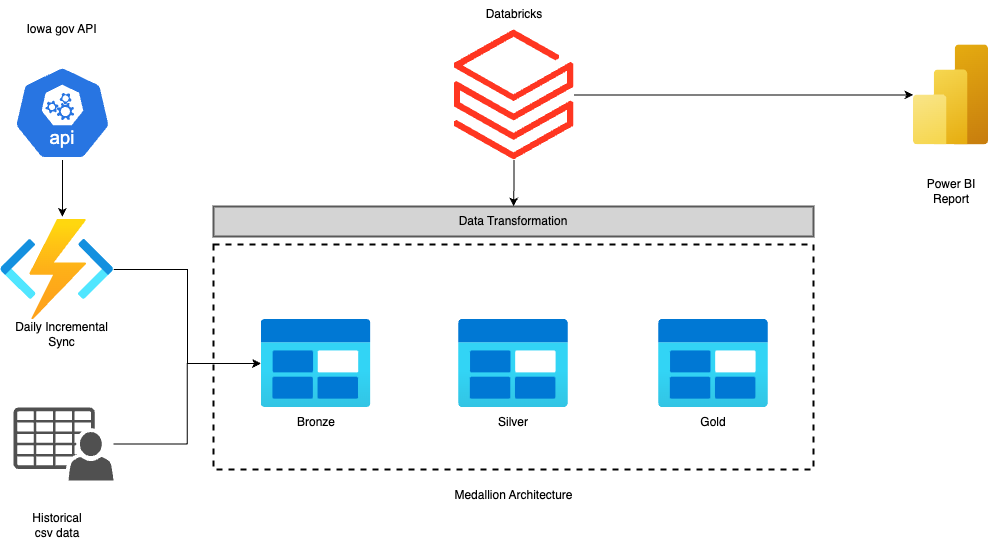 Iowa gov API
Databricks
api
Power BI
Report
Data Transformation
Daily Incremental
Sync
Bronze
Silver
Gold
Medallion Architecture
Historical
csv data